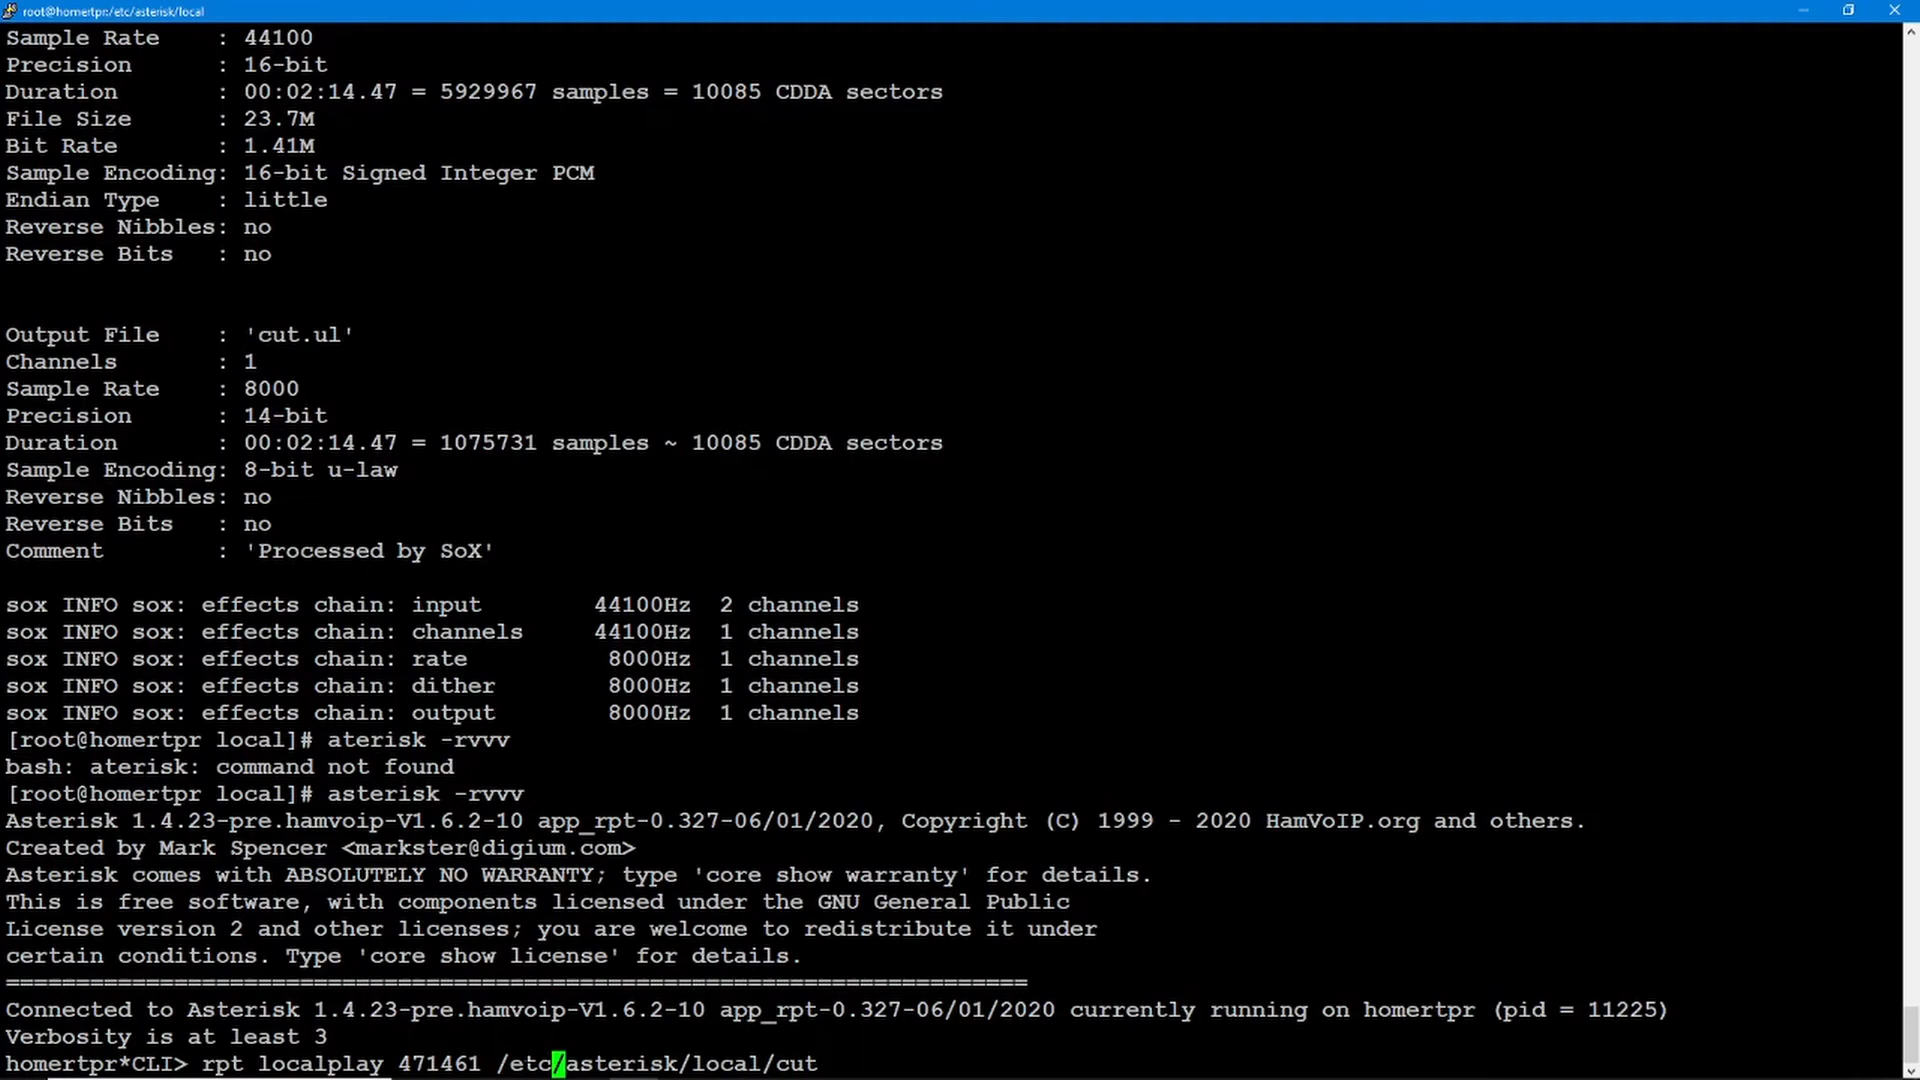 root@homertpr:/etc/asterisk/local
Sample Rate    : 44100
Precision      : 16-bit
Duration       : 00:02:14.47 = 5929967 samples = 10085 CDDA sectors
File Size      : 23.7M
Bit Rate       : 1.41M
Sample Encoding: 16-bit Signed Integer PCM
Endian Type    : little
Reverse Nibbles: no
Reverse Bits   : no
Output File    : 'cut.ul'
Channels       : 1
Sample Rate    : 8000
Precision      : 14-bit
Duration       : 00:02:14.47 = 1075731 samples ~ 10085 CDDA sectors
Sample Encoding: 8-bit u-law
Reverse Nibbles: no
Reverse Bits   : no
Comment        : 'Processed by SoX'
sox INFO sox: effects chain: input        44100Hz  2 channels
sox INFO sox: effects chain: channels     44100Hz  1 channels
sox INFO sox: effects chain: rate          8000Hz  1 channels
sox INFO sox: effects chain: dither        8000Hz  1 channels
sox INFO sox: effects chain: output        8000Hz  1 channels
[root@homertpr local]# aterisk -rvvv
bash: aterisk: command not found
[root@homertpr local]# asterisk -rvvv
Asterisk 1.4.23-pre.hamvoip-V1.6.2-10 app_rpt-0.327-06/01/2020, Copyright (C) 1999 - 2020 HamVoIP.org and others.
Created by Mark Spencer <markster@digium.com>
Asterisk comes with ABSOLUTELY NO WARRANTY; type 'core show warranty' for details.
This is free software, with components licensed under the GNU General Public
License version 2 and other licenses; you are welcome to redistribute it under
certain conditions. Type 'core show license' for details.
=========================================================================
Connected to Asterisk 1.4.23-pre.hamvoip-V1.6.2-10 app_rpt-0.327-06/01/2020 currently running on homertpr (pid = 11225)
Verbosity is at least 3
homertpr*CLI> rpt localplay 471461 /etc/asterisk/local/cut